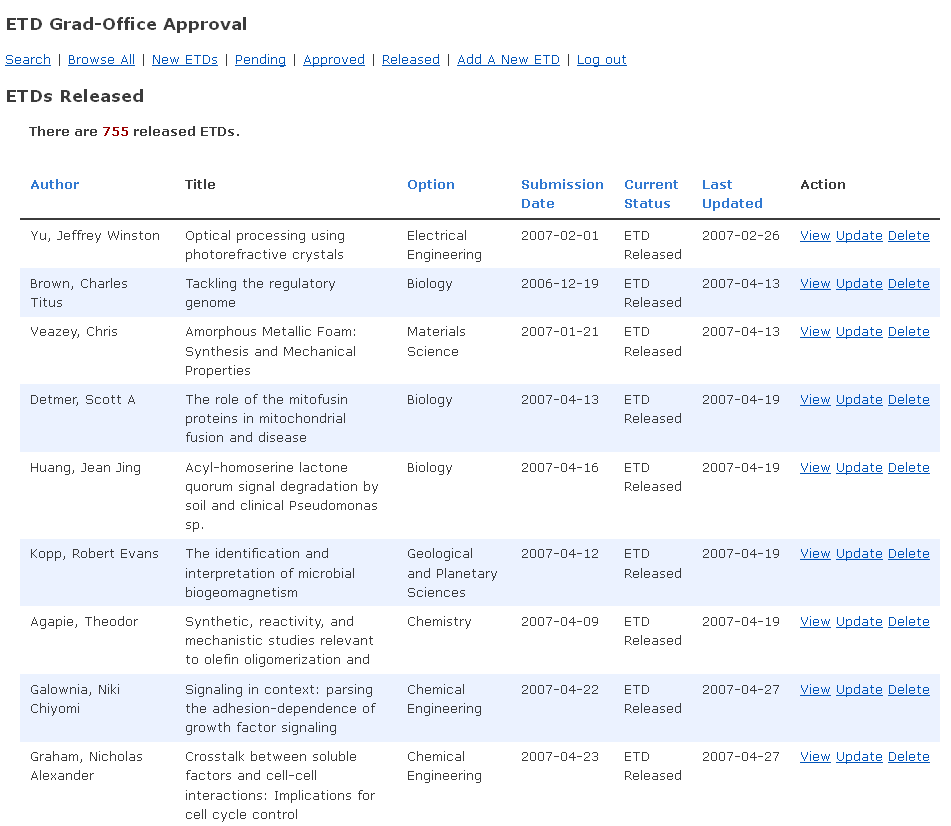 ETD Grad-Office Approval
Search | Browse All | New ETDs | Pending | Approved | Released | Add A New ETD | Log out
ETDs Released
There are 755 released ETDs.
Author Title Option Submission Current Last Action
Date Status Updated
Yu, Jeffrey Winston Optical processing using Electrical 2007-02-01 ETD 2007-02-26 View Update Delete
photorefractive crystals Engineering Released
Brown, Charles Tackling the regulatory Biology 2006-12-19 ETD 2007-04-13 View Update Delete
Titus genome Released
Veazey, Chris Amorphous Metallic Foam: Materials 2007-01-21 ETD 2007-04-13 View Update Delete
Synthesis and Mechanical Science Released
Properties
Detmer, Scott A The role of the mitofusin Biology 2007-04-13 ETD 2007-04-19 View Update Delete
proteins in mitochondrial Released
fusion and disease
Huang, Jean Jing Acyl-homoserine lactone Biology 2007-04-16 ETD 2007-04-19 View Update Delete
quorum signal degradation by Released
soil and clinical Pseudomonas
sp.
Kopp, Robert Evans The identification and Geological 2007-04-12 ETD 2007-04-19 View Update Delete
interpretation of microbial and Planetary Released
biogeomagnetism Sciences
Agapie, Theodor Synthetic, reactivity, and Chemistry 2007-04-09 ETD 2007-04-19 View Update Delete
mechanistic studies relevant Released
to olefin oligomerization and
Galownia, Niki Signaling in context: parsing Chemical 2007-04-22 ETD 2007-04-27 View Update Delete
Chiyomi the adhesion-dependence of Engineering Released
growth factor signaling
Graham, Nicholas Crosstalk between soluble Chemical 2007-04-23 ETD 2007-04-27 View Update Delete
Alexander factors and cell-cell Engineering Released
interactions: Implications for
cell cycle control